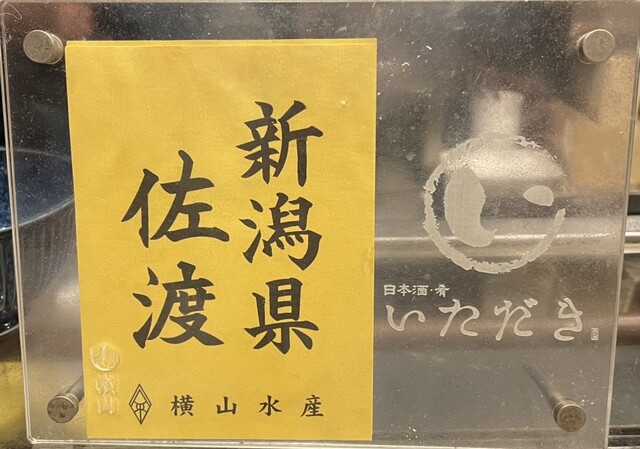 新潟県
佐渡
横山水産
日本酒・肴
いただき